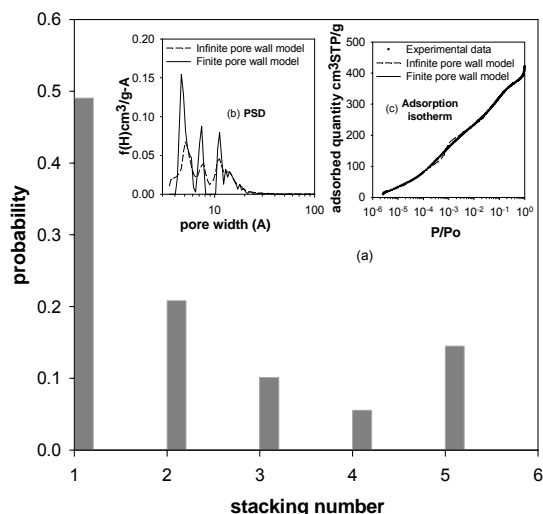 probability
0.6
0.5
0.4
0.3
0.2
0.1
0.0
1
2
3
4
5
6
stacking number
(a)
f(H)cm³/g-A
0.20
0.15
0.10
0.05
0.00
Infinite pore wall model
Finite pore wall model
(b) PSD
10
100
pore width (A)
adsorbed quantity cm³STP/g
500
400
300
200
100
0
Experimental data
Infinite pore wall model
Finite pore wall model
(c) Adsorption
isotherm
10⁻⁶ 10⁻⁵ 10⁻⁴ 10⁻³ 10⁻² 10⁻¹ 10⁰
P/Po